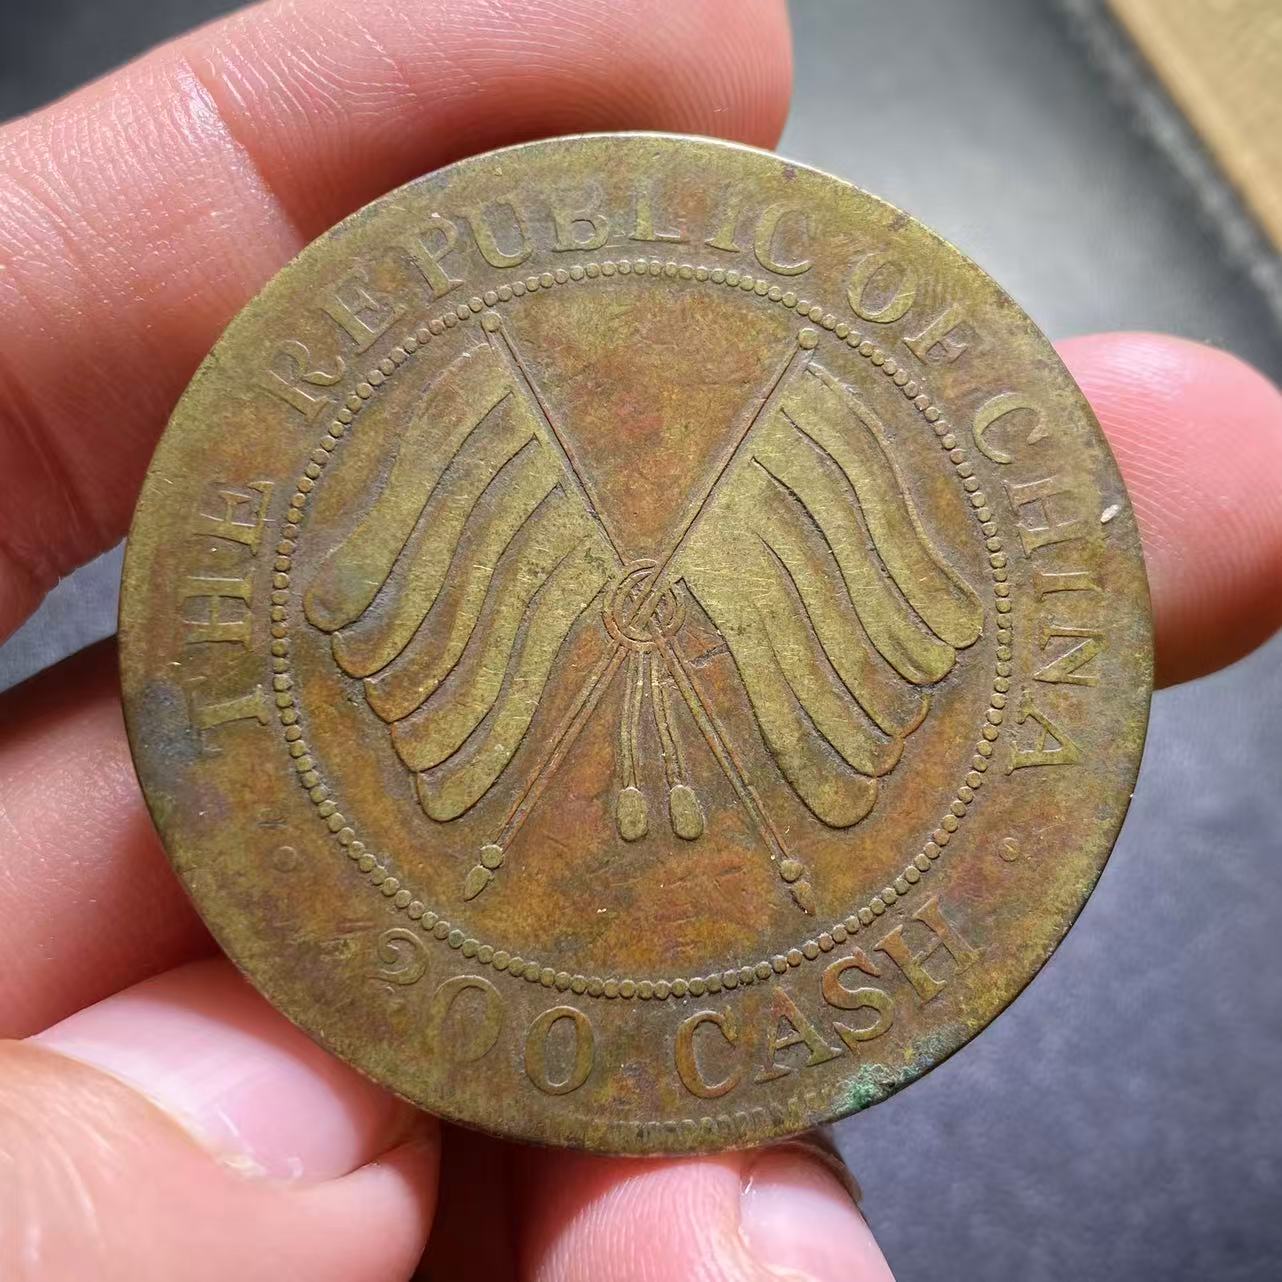 THE REPUBLIC OF CHINA
200 CASH